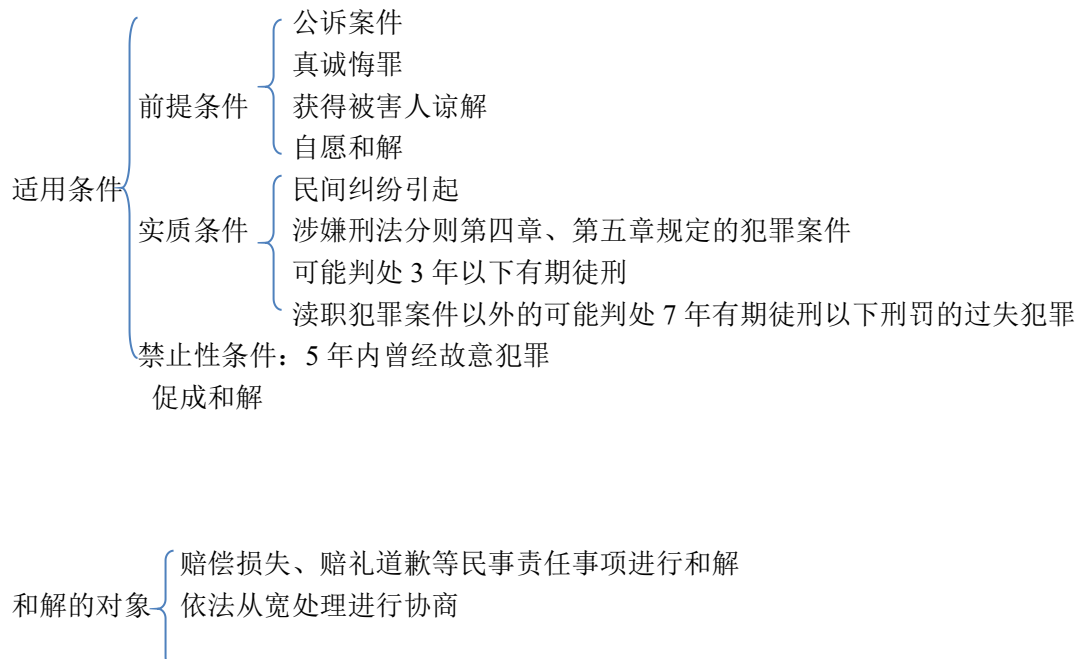 公诉案件
真诚悔罪
前提条件
获得被害人谅解
自愿和解
适用条件
民间纠纷引起
实质条件
涉嫌刑法分则第四章、第五章规定的犯罪案件
可能判处 3 年以下有期徒刑
渎职犯罪案件以外的可能判处 7 年有期徒刑以下刑罚的过失犯罪
禁止性条件：5 年内曾经故意犯罪
促成和解
赔偿损失、赔礼道歉等民事责任事项进行和解
和解的对象
依法从宽处理进行协商